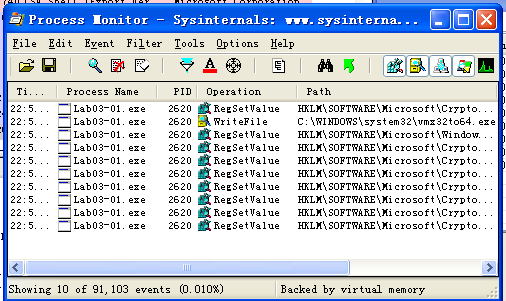 Process Monitor - Sysinternals: www.sysinterna...
File Edit Event Filter Tools Options Help
Ti... Process Name PID Operation Path
22:5... Lab03-01.exe 2620 RegSetValue HKLM\SOFTWARE\Microsoft\Crypto...
22:5... Lab03-01.exe 2620 WriteFile C:\WINDOWS\system32\vmx32to64.exe
22:5... Lab03-01.exe 2620 RegSetValue HKLM\SOFTWARE\Microsoft\Window...
22:5... Lab03-01.exe 2620 RegSetValue HKLM\SOFTWARE\Microsoft\Crypto...
22:5... Lab03-01.exe 2620 RegSetValue HKLM\SOFTWARE\Microsoft\Crypto...
22:5... Lab03-01.exe 2620 RegSetValue HKLM\SOFTWARE\Microsoft\Crypto...
22:5... Lab03-01.exe 2620 RegSetValue HKLM\SOFTWARE\Microsoft\Crypto...
22:5... Lab03-01.exe 2620 RegSetValue HKLM\SOFTWARE\Microsoft\Crypto...
22:5... Lab03-01.exe 2620 RegSetValue HKLM\SOFTWARE\Microsoft\Crypto...
22:5... Lab03-01.exe 2620 RegSetValue HKLM\SOFTWARE\Microsoft\Crypto...
Showing 10 of 91,103 events (0.010%) Backed by virtual memory